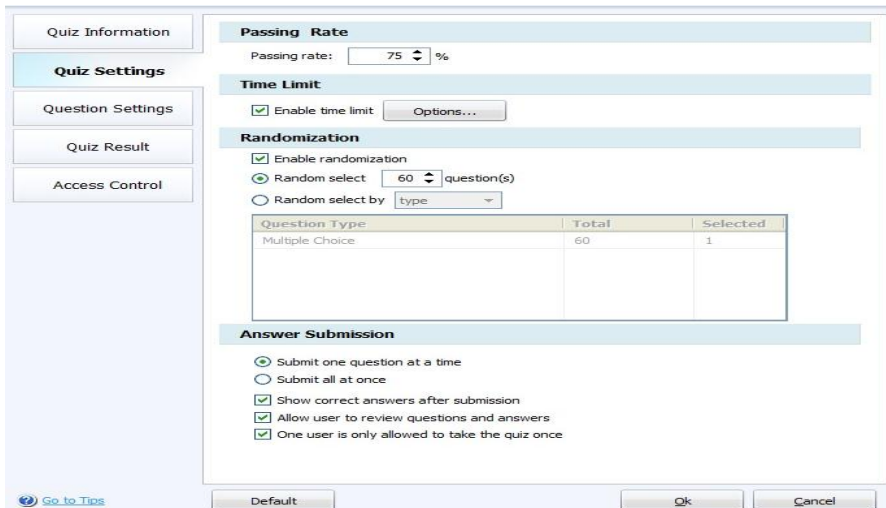 Quiz Information
Quiz Settings
Question Settings
Quiz Result
Access Control
Passing Rate
Passing rate: 75 %
Time Limit
Enable time limit Options...
Randomization
Enable randomization
Random select 60 question(s)
Random select by type
Question Type Total Selected
Multiple Choice 60 1
Answer Submission
Submit one question at a time
Submit all at once
Show correct answers after submission
Allow user to review questions and answers
One user is only allowed to take the quiz once
Go to Tips Default Ok Cancel